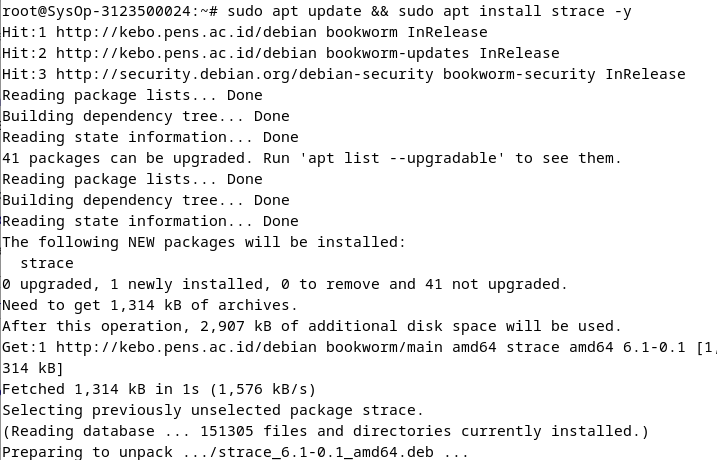 root@SysOp-3123500024:~# sudo apt update && sudo apt install strace -y
Hit:1 http://kebo.pens.ac.id/debian bookworm InRelease
Hit:2 http://kebo.pens.ac.id/debian bookworm-updates InRelease
Hit:3 http://security.debian.org/debian-security bookworm-security InRelease
Reading package lists... Done
Building dependency tree... Done
Reading state information... Done
41 packages can be upgraded. Run 'apt list --upgradable' to see them.
Reading package lists... Done
Building dependency tree... Done
Reading state information... Done
The following NEW packages will be installed:
  strace
0 upgraded, 1 newly installed, 0 to remove and 41 not upgraded.
Need to get 1,314 kB of archives.
After this operation, 2,907 kB of additional disk space will be used.
Get:1 http://kebo.pens.ac.id/debian bookworm/main amd64 strace amd64 6.1-0.1 [1,
314 kB]
Fetched 1,314 kB in 1s (1,576 kB/s)
Selecting previously unselected package strace.
(Reading database ... 151305 files and directories currently installed.)
Preparing to unpack .../strace_6.1-0.1_amd64.deb ...